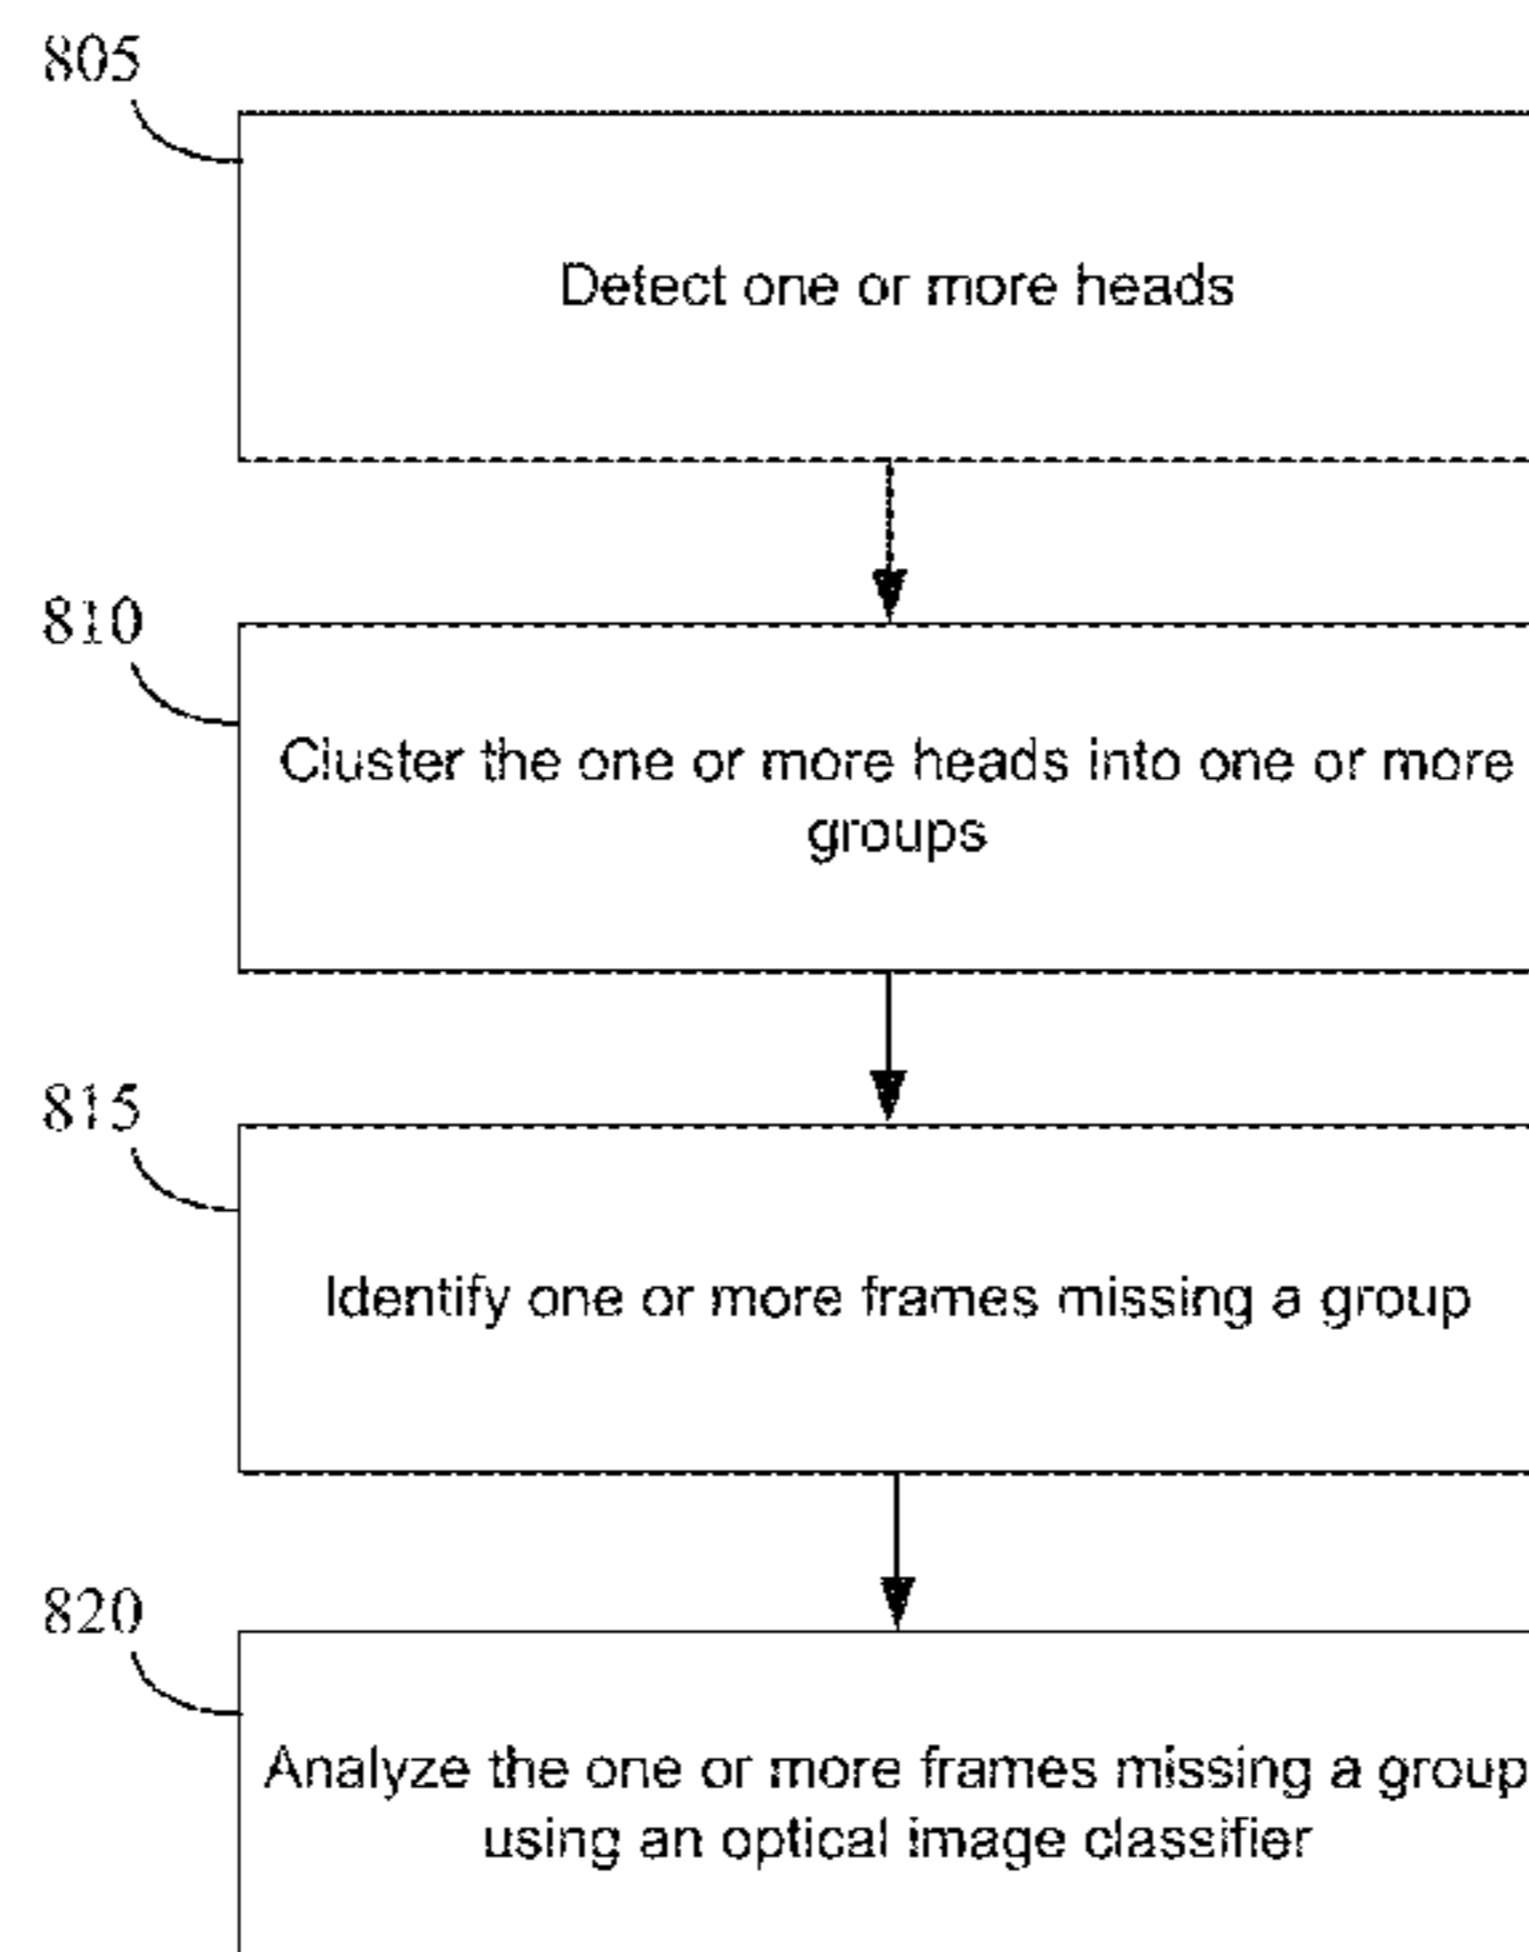 805
Detect one or more heads
810
Cluster the one or more heads into one or more
groups
815
Identify one or more frames missing a group
820
Analyze the one or more frames missing a group
using an optical image classifier